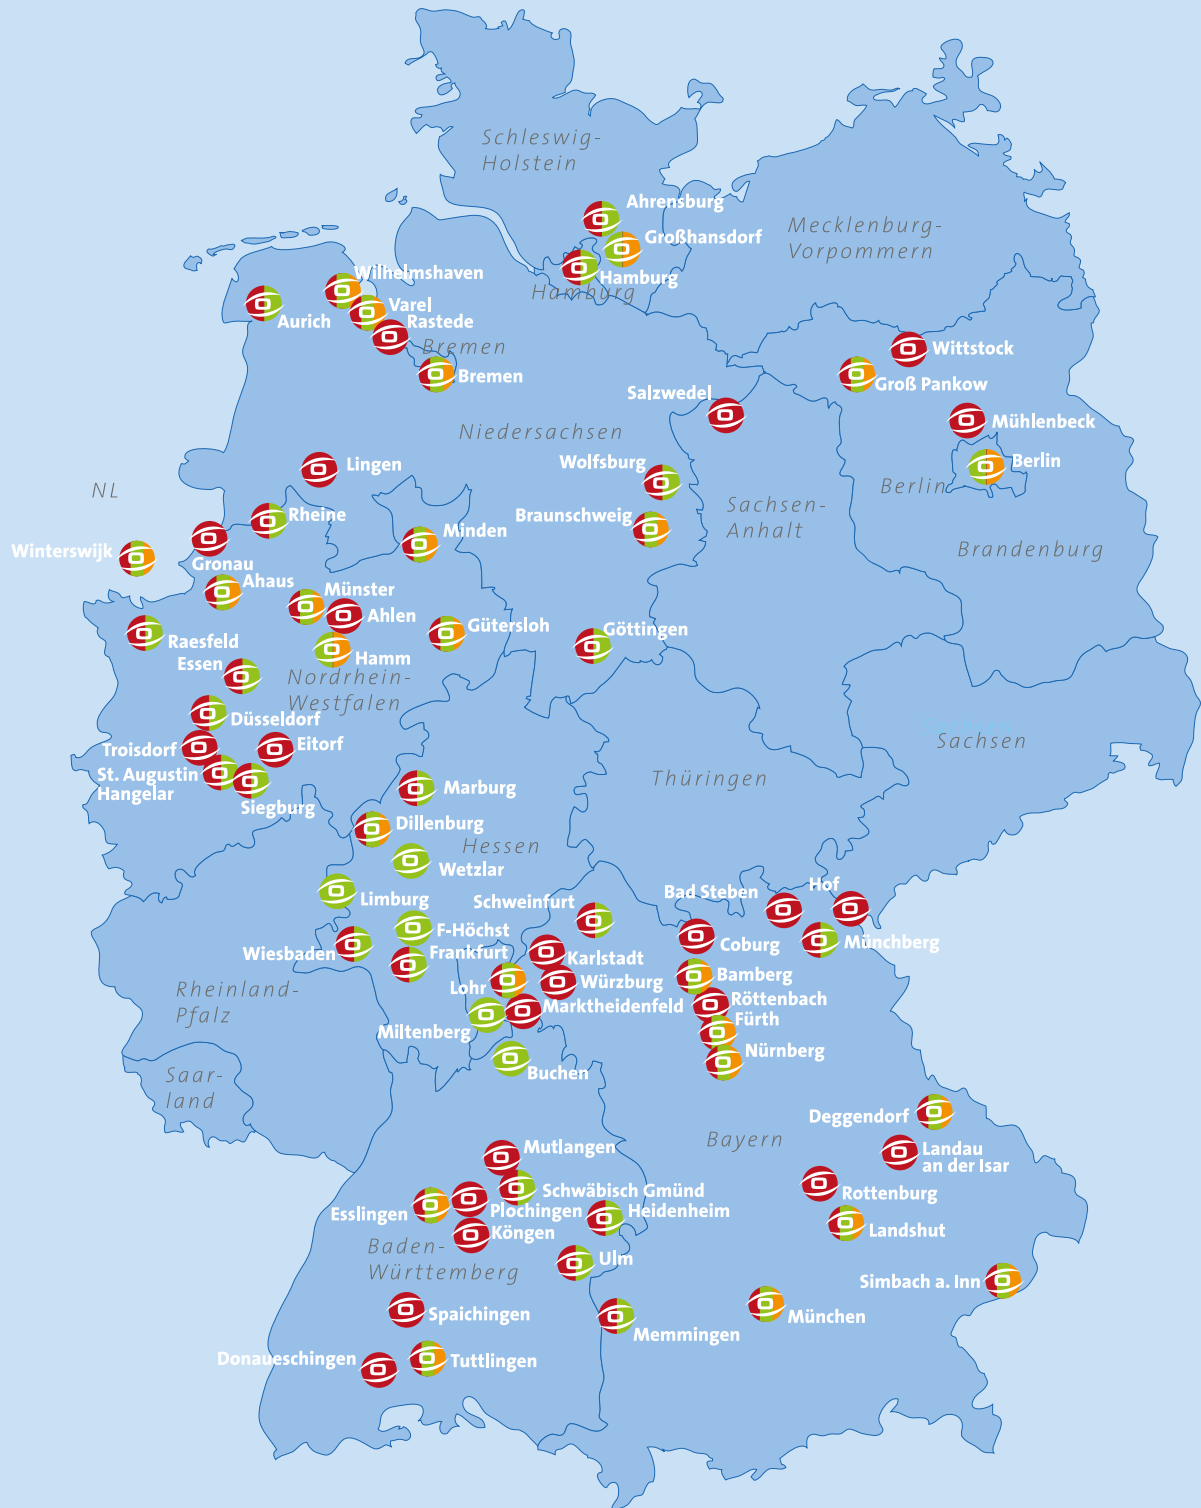 Schleswig-
Holstein
Ahrensburg
Großhansdorf
Mecklenburg-
Vorpommern
Hamburg
Hamburg
Wilhelmshaven
Varel
Aurich
Rastede
Bremen
Bremen
Wittstock
Groß Pankow
Salzwedel
Mühlenbeck
Niedersachsen
Lingen
Wolfsburg
Berlin
Berlin
NL
Sachsen-
Anhalt
Rheine
Braunschweig
Minden
Brandenburg
Winterswijk
Gronau
Ahaus
Münster
Ahlen
Gütersloh
Göttingen
Raesfeld
Essen
Hamm
Nordrhein-
Westfalen
Düsseldorf
Troisdorf
Eitorf
Sachsen
St. Augustin
Hangelar
Siegburg
Thüringen
Marburg
Dillenburg
Hessen
Wetzlar
Limburg
Schweinfurt
Bad Steben
Hof
F-Höchst
Wiesbaden
Frankfurt
Karlstadt
Coburg
Münchberg
Lohr
Würzburg
Bamberg
Rheinland-
Pfalz
Marktheidenfeld
Röttenbach
Fürth
Miltenberg
Nürnberg
Buchen
Saar-
land
Deggendorf
Bayern
Mutlangen
Landau
an der Isar
Schwäbisch Gmünd
Rottenburg
Esslingen
Plochingen
Heidenheim
Köngen
Landshut
Baden-
Württemberg
Ulm
Simbach a. Inn
Spaichingen
München
Memmingen
Donaueschingen
Tuttlingen